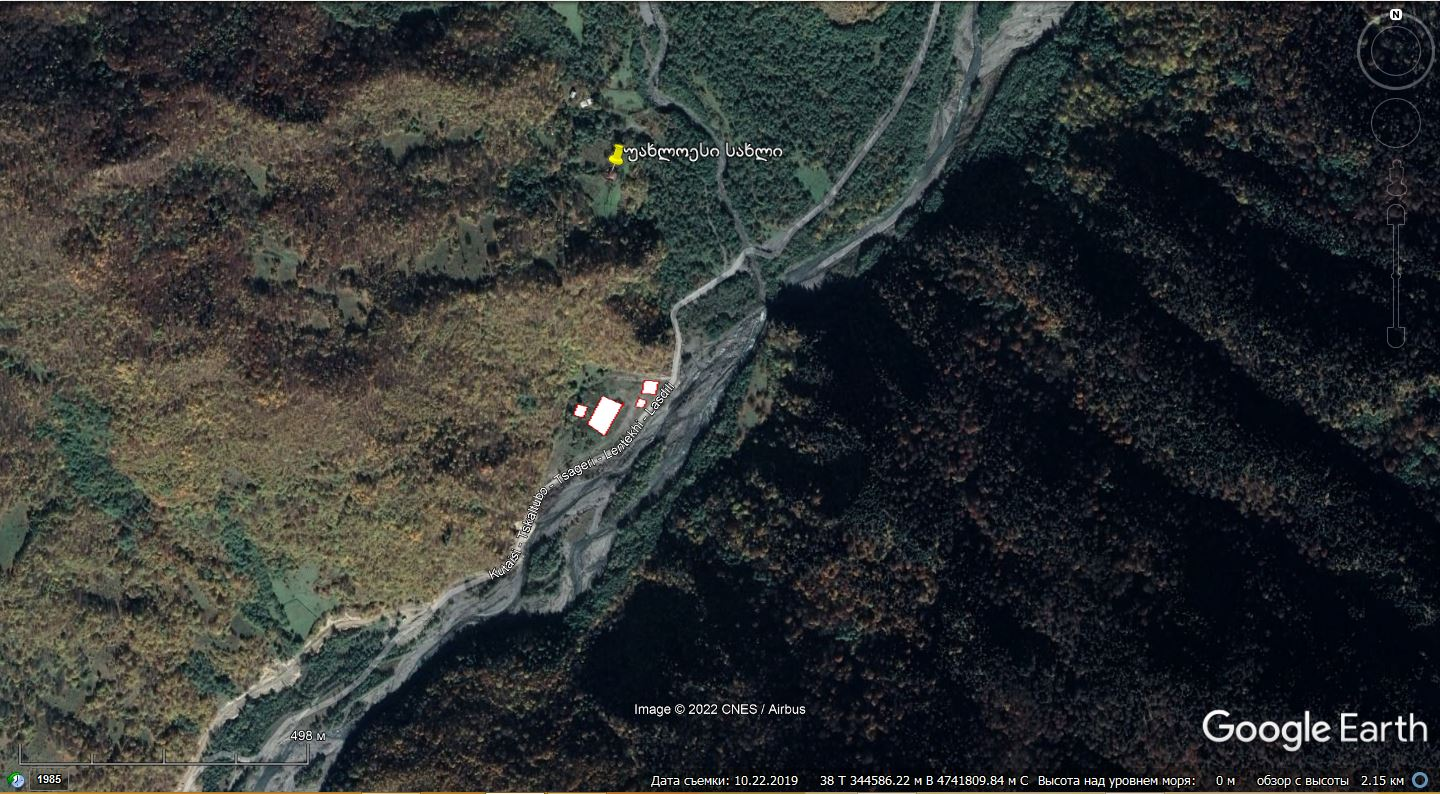 N
უახლოესი სახლი
Kutaisi - Tskaltubo - Tsageri - Lentekhi - Lasdili
Image © 2022 CNES / Airbus
Google Earth
498 м
1985
Дата съемки: 10.22.2019 38 T 344586.22 м В 4741809.84 м С Высота над уровнем моря: 0 м обзор с высоты 2.15 км